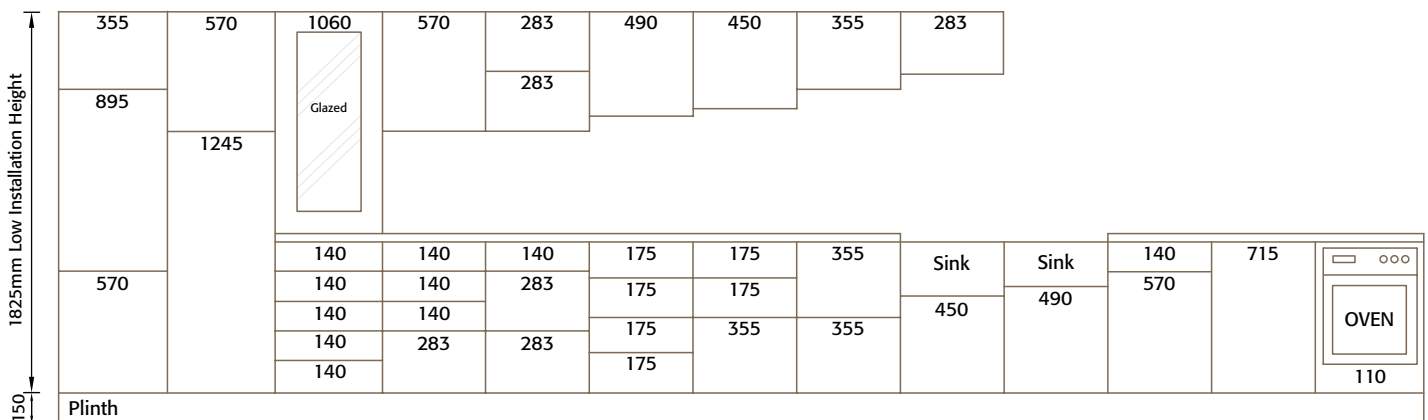 355 570 1060 570 283 490 450 355 283
Glazed
283
895
1245
1825mm Low Installation Height
140 140 140 175 175 355 Sink Sink 140 715
570 140 140 283 175 175 450 490 570
140 140 175 355 355 OVEN
140 283 283 175
140 110
150 Plinth